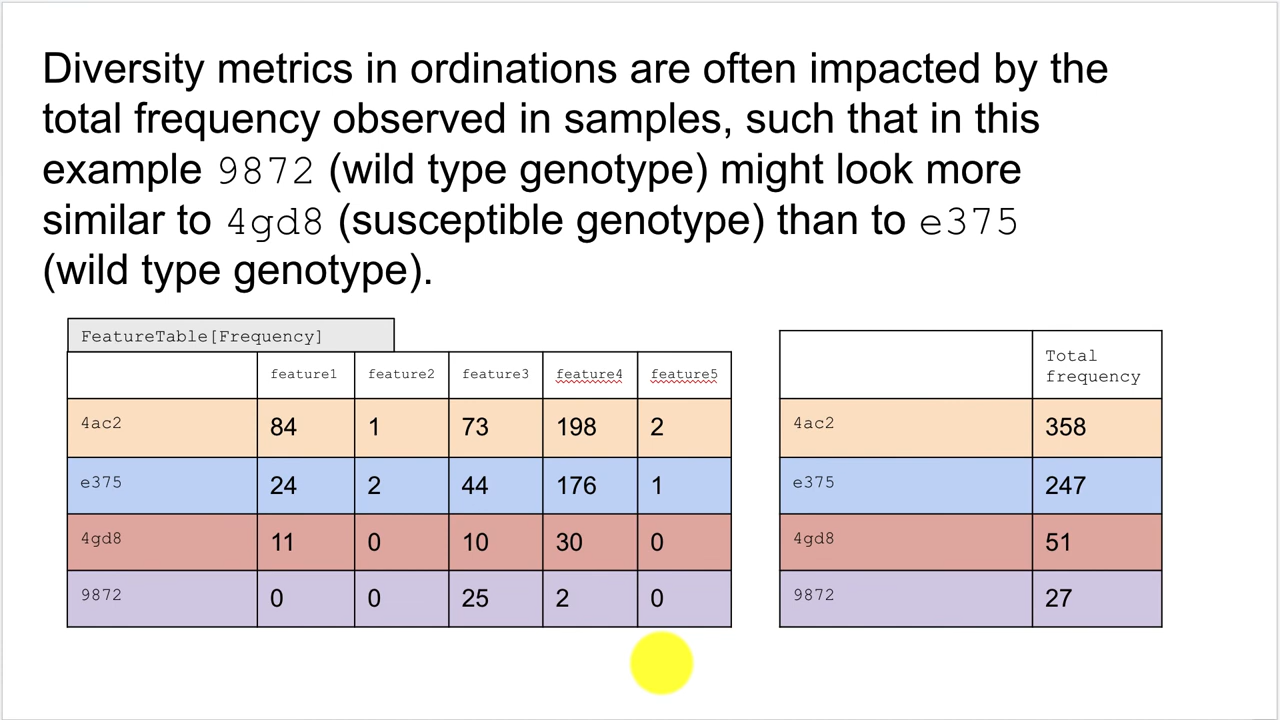 Diversity metrics in ordinations are often impacted by the
total frequency observed in samples, such that in this
example 9872 (wild type genotype) might look more
similar to 4gd8 (susceptible genotype) than to e375
(wild type genotype).
FeatureTable[Frequency]
feature1 feature2 feature3 feature4 feature5
4ac2 84 1 73 198 2
e375 24 2 44 176 1
4gd8 11 0 10 30 0
9872 0 0 25 2 0
Total
frequency
4ac2 358
e375 247
4gd8 51
9872 27